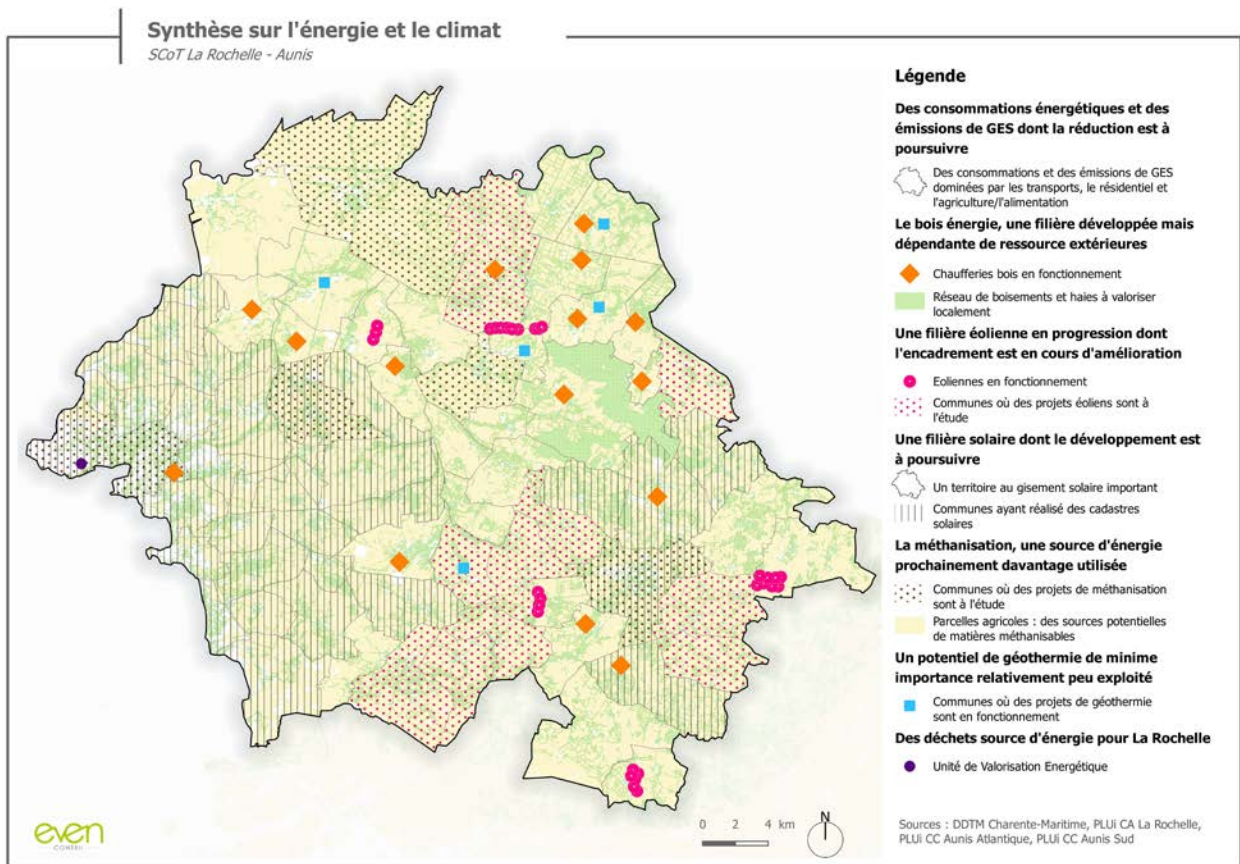 Synthèse sur l'énergie et le climat
SCoT La Rochelle - Aunis
Légende
Des consommations énergétiques et des
émissions de GES dont la réduction est à
poursuivre
Des consommations et des émissions de GES
dominées par les transports, le résidentiel et
l'agriculture/l'alimentation
Le bois énergie, une filière développée mais
dépendante de ressource extérieures
Chaufferies bois en fonctionnement
Réseau de boisements et haies à valoriser
localement
Une filière éolienne en progression dont
l'encadrement est en cours d'amélioration
Eoliennes en fonctionnement
Communes où des projets éoliens sont à
l'étude
Une filière solaire dont le développement est
à poursuivre
Un territoire au gisement solaire important
Communes ayant réalisé des cadastres
solaires
La méthanisation, une source d'énergie
prochainement davantage utilisée
Communes où des projets de méthanisation
sont à l'étude
Parcelles agricoles : des sources potentielles
de matières méthanisables
Un potentiel de géothermie de minime
importance relativement peu exploité
Communes où des projets de géothermie
sont en fonctionnement
Des déchets source d'énergie pour La Rochelle
Unité de Valorisation Energétique
Sources : DDTM Charente-Maritime, PLUi CA La Rochelle,
PLUi CC Aunis Atlantique, PLUi CC Aunis Sud
0 2 4 km
N
even
CONSEIL